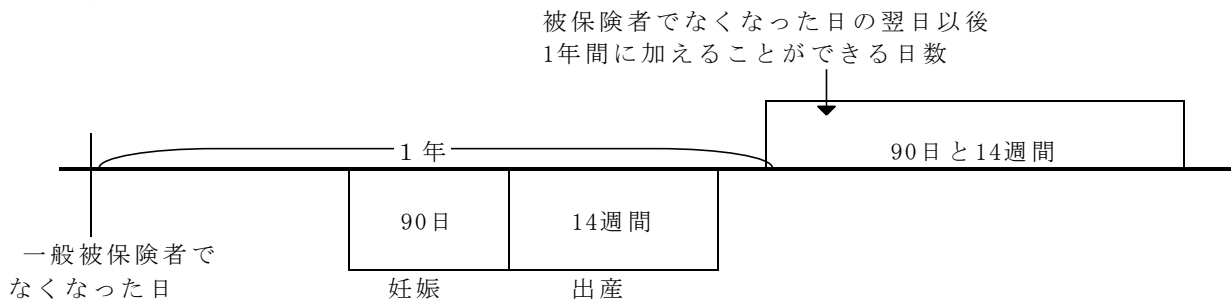 被保険者でなくなった日の翌日以後
1年間に加えることができる日数
1年
90日と14週間
90日
14週間
一般被保険者で
なくなった日
妊娠
出産